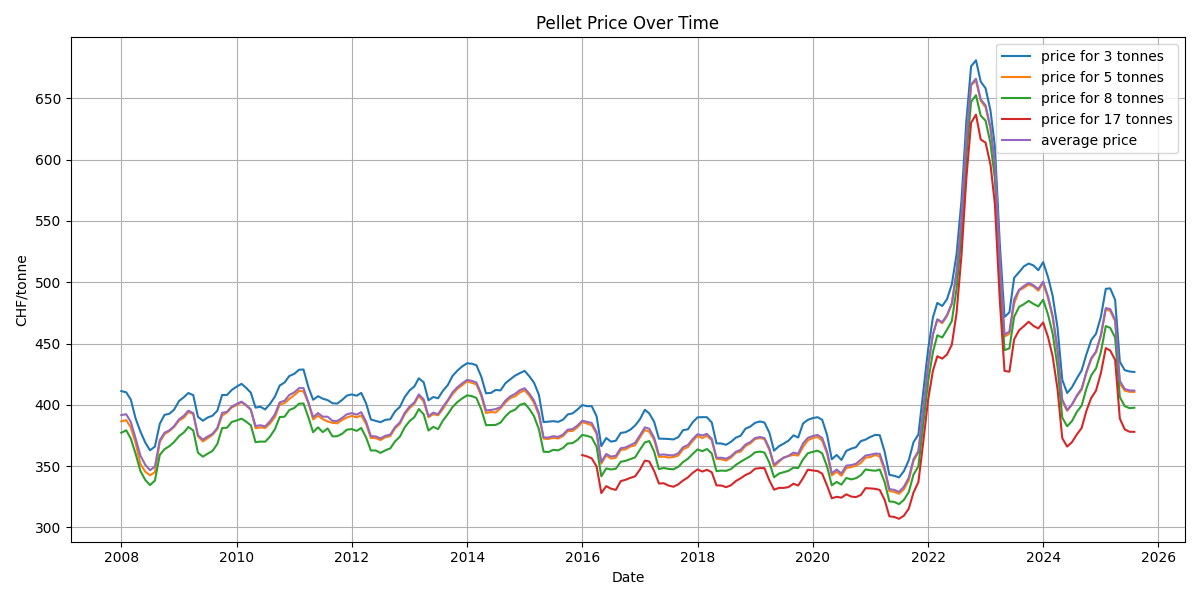 Pellet Price Over Time
price for 3 tonnes
price for 5 tonnes
price for 8 tonnes
price for 17 tonnes
average price
CHF/tonne
650
600
550
500
450
400
350
300
2008 2010 2012 2014 2016 2018 2020 2022 2024 2026
Date